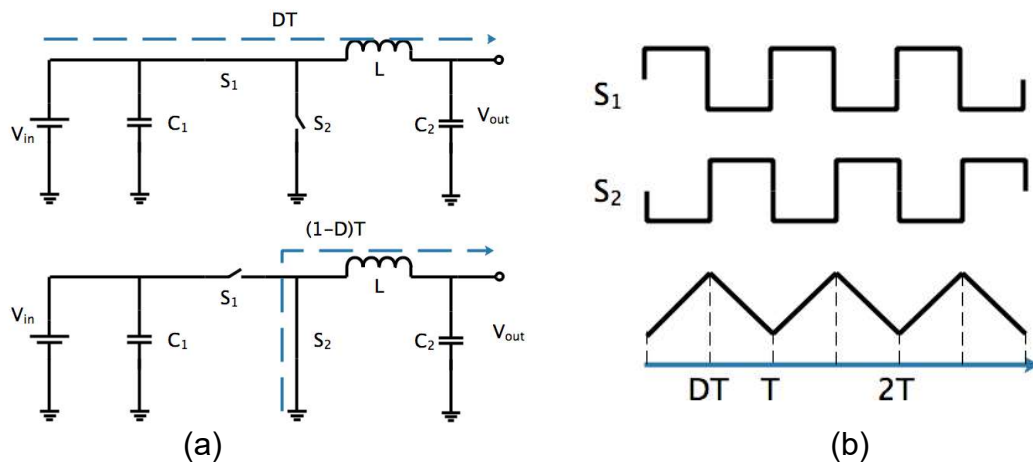 DT
S1
L
Vin
C1
S2
C2
Vout
(1-D)T
S1
L
Vin
C1
S2
C2
Vout
(a)
S1
S2
DT T 2T
(b)